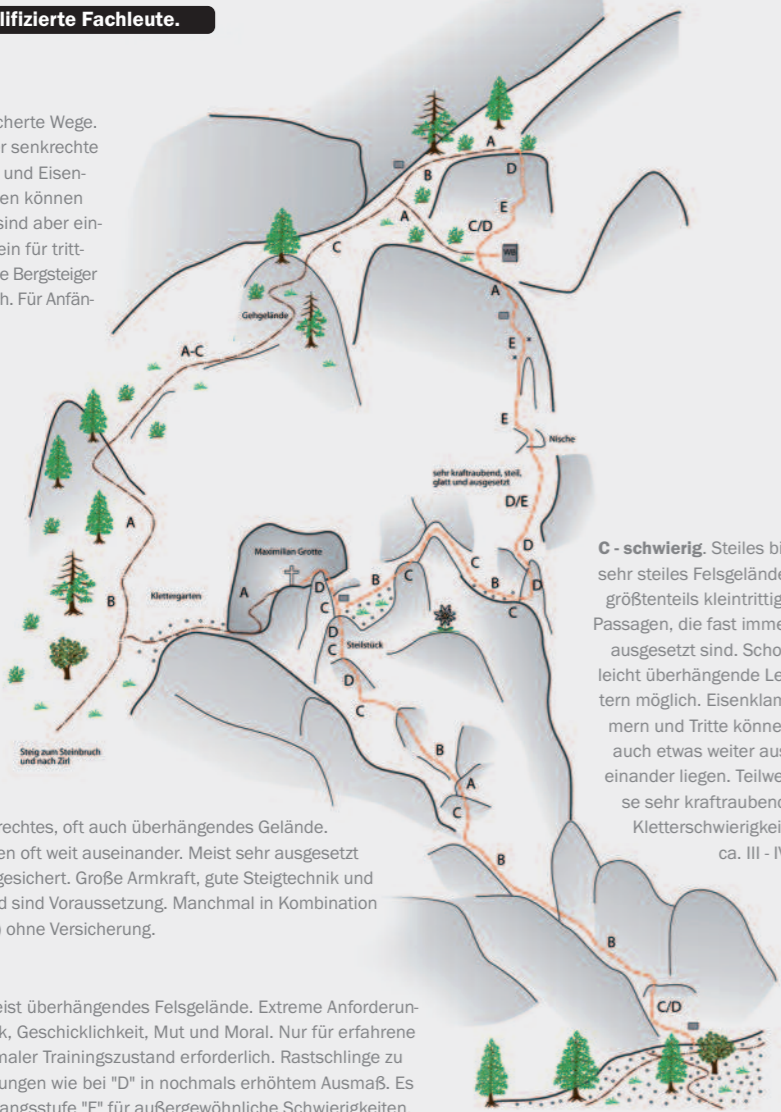 lifizierte Fachleute.
cherte Wege.
r senkrechte
und Eisen-
en können
sind aber ein-
ein für tritt-
e Bergsteiger
h. Für Anfän-
A
D
B
E
A
C/D
WB
C
A
Gehgelände
E
A-C
E
Nische
sehr kraftraubend, steil,
glatt und ausgesetzt
D/E
A
D
Maximilian Grotte
C
B
C
C
B
D
A
D
C
C
B
Klettergarten
D
C
Steilstück
D
C
Steig zum Steinbruch
und nach Zirl
B
A
C
B
B
C/D
C - schwierig. Steiles bi
sehr steiles Felsgelände
größtenteils kleintrittig
Passagen, die fast imme
ausgesetzt sind. Scho
leicht überhängende Le
tern möglich. Eisenklan
mern und Tritte könne
auch etwas weiter aus
einander liegen. Teilwe
se sehr kraftraubend
Kletterschwierigkei
ca. III - IV
rechtes, oft auch überhängendes Gelände.
en oft weit auseinander. Meist sehr ausgesetzt
gesichert. Große Armkraft, gute Steigtechnik und
d sind Voraussetzung. Manchmal in Kombination
) ohne Versicherung.
eist überhängendes Felsgelände. Extreme Anforderun-
k, Geschicklichkeit, Mut und Moral. Nur für erfahrene
maler Trainingszustand erforderlich. Rastschlinge zu
ungen wie bei "D" in nochmals erhöhtem Ausmaß. Es
angsstufe "F" für außergewöhnliche Schwierigkeiten